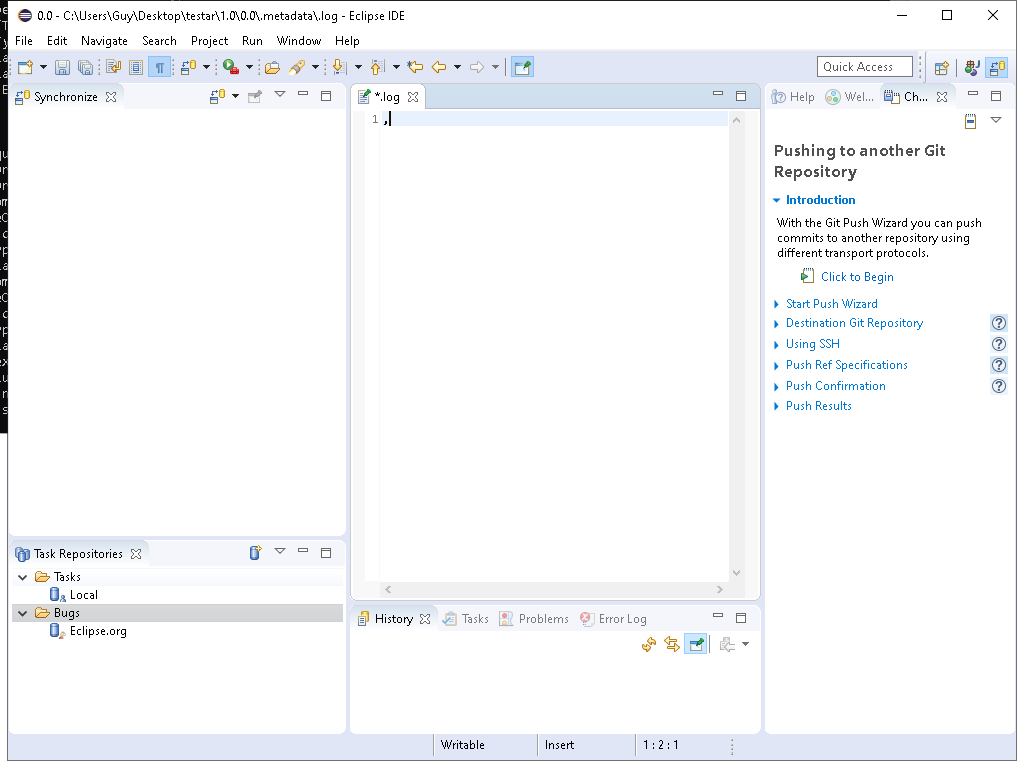 0.0 - C:\Users\Guy\Desktop\testar\1.0\0.0\.metadata\.log - Eclipse IDE
File Edit Navigate Search Project Run Window Help
Quick Access
Synchronize
*.log
Help Wel... Ch...
1 ,
Pushing to another Git
Repository
Introduction
With the Git Push Wizard you can push
commits to another repository using
different transport protocols.
Click to Begin
Start Push Wizard
Destination Git Repository
Using SSH
Push Ref Specifications
Push Confirmation
Push Results
Task Repositories
Tasks
Local
Bugs
Eclipse.org
History Tasks Problems Error Log
Writable Insert 1 : 2 : 1